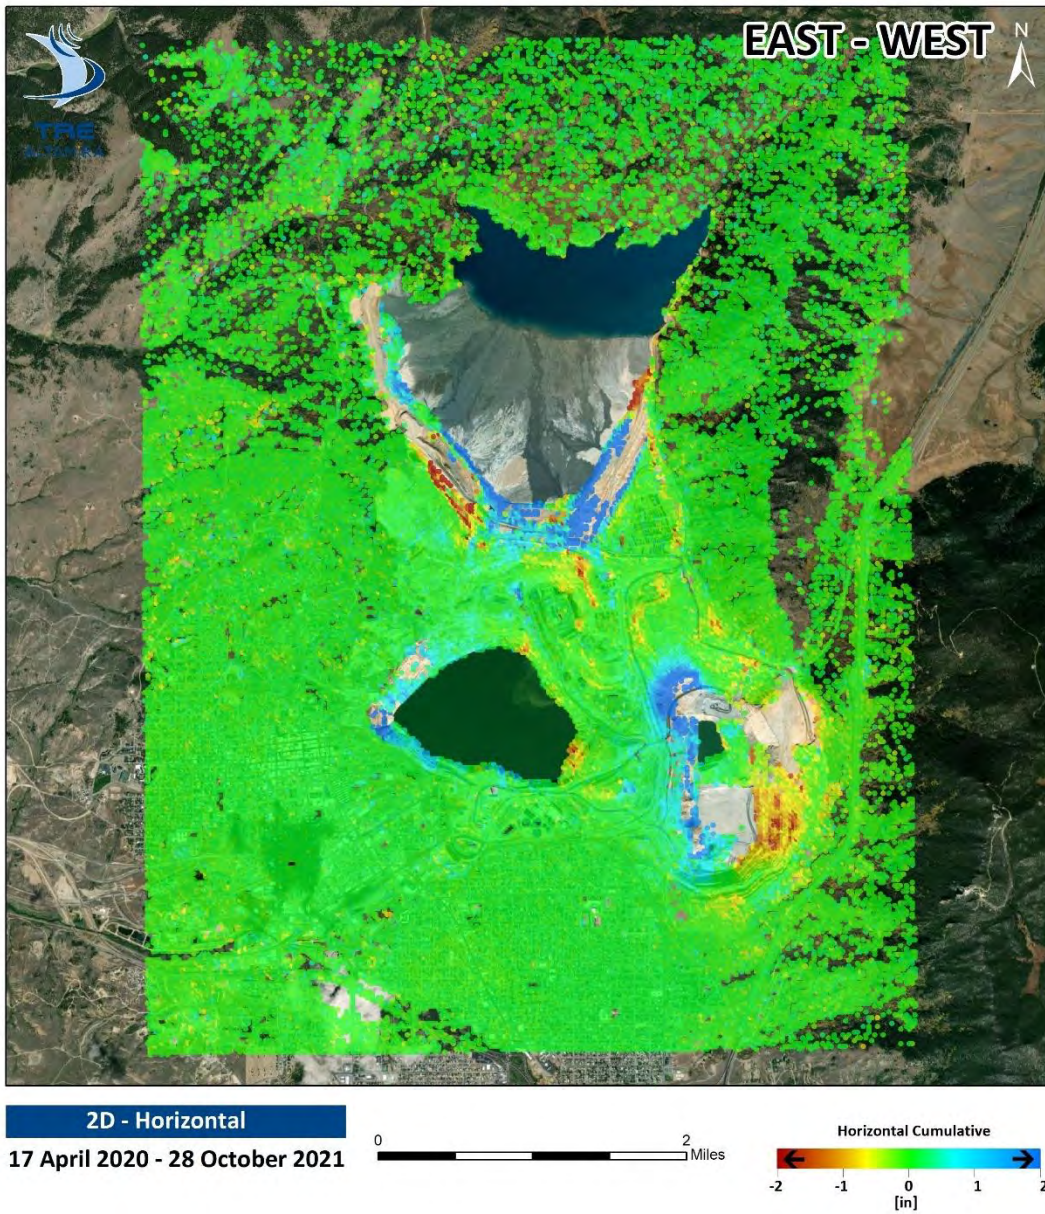 EAST - WEST
N
TRE
2D - Horizontal
17 April 2020 - 28 October 2021
0 2
Miles
Horizontal Cumulative
-2 -1 0 1 2
[in]